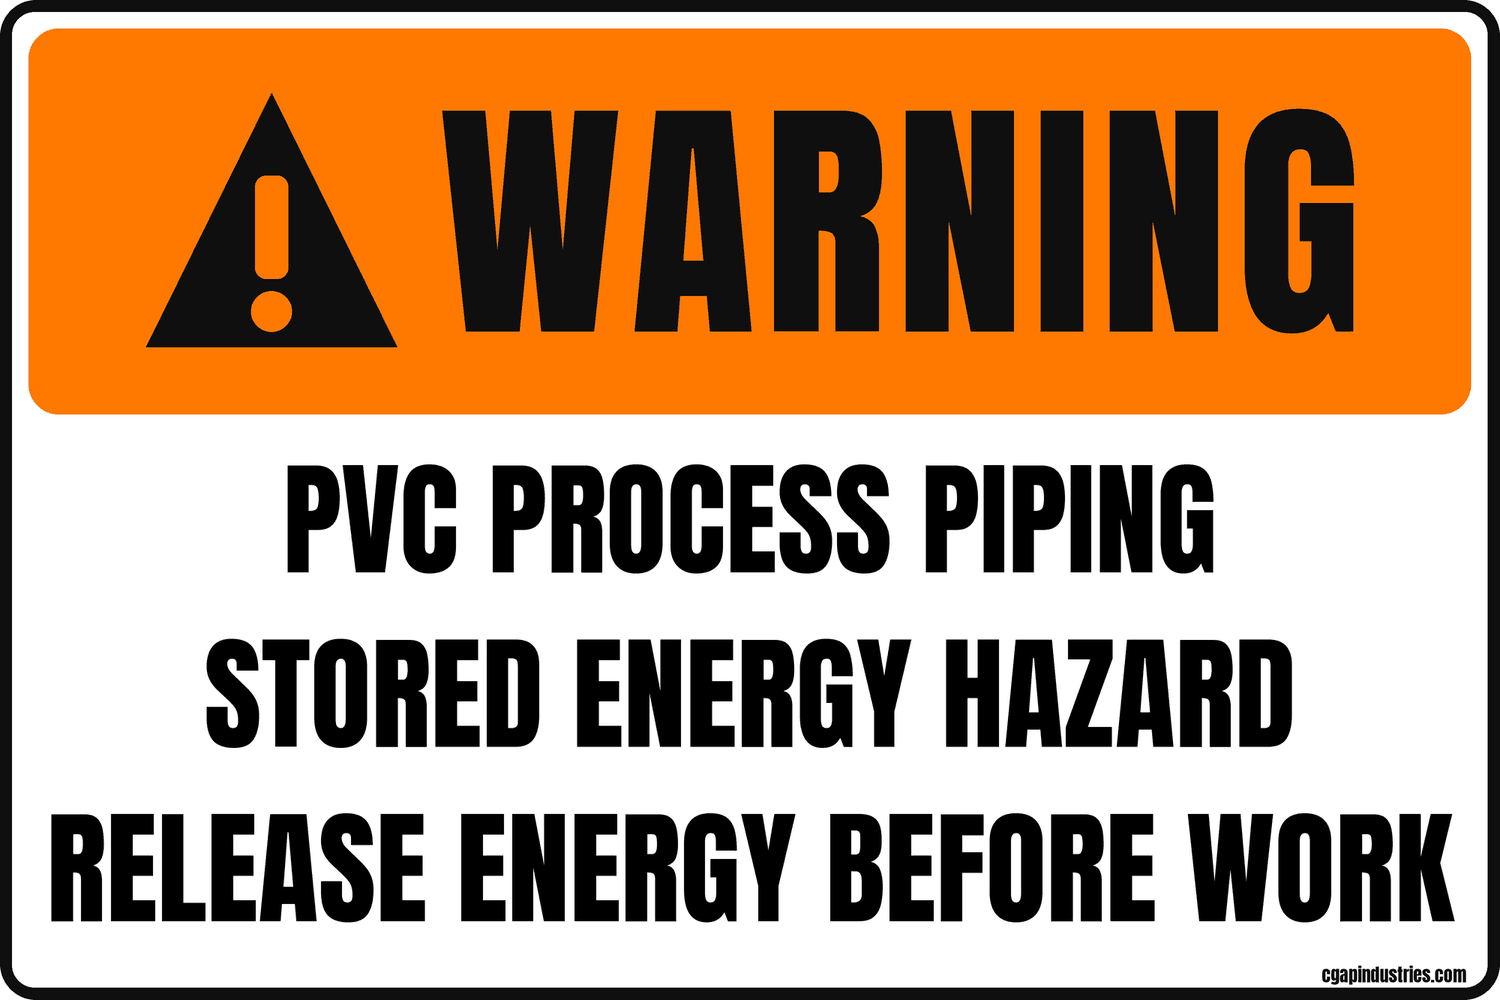 WARNING
PVC PROCESS PIPING
STORED ENERGY HAZARD
RELEASE ENERGY BEFORE WORK
cgapindustries.com